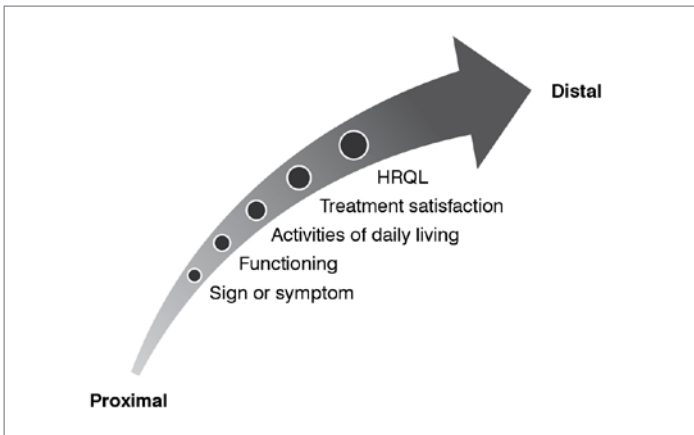 Distal
HRQL
Treatment satisfaction
Activities of daily living
Functioning
Sign or symptom
Proximal